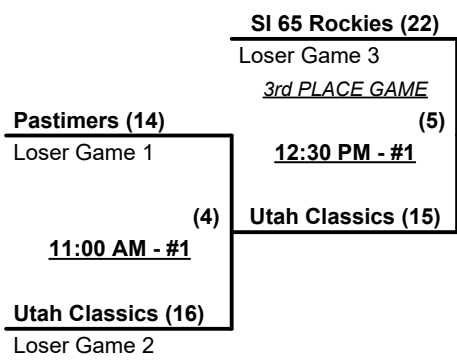 SI 65 Rockies (22)
Loser Game 3
3rd PLACE GAME
Pastimers (14)
(5)
Loser Game 1
12:30 PM - #1
(4)
Utah Classics (15)
11:00 AM - #1
Utah Classics (16)
Loser Game 2